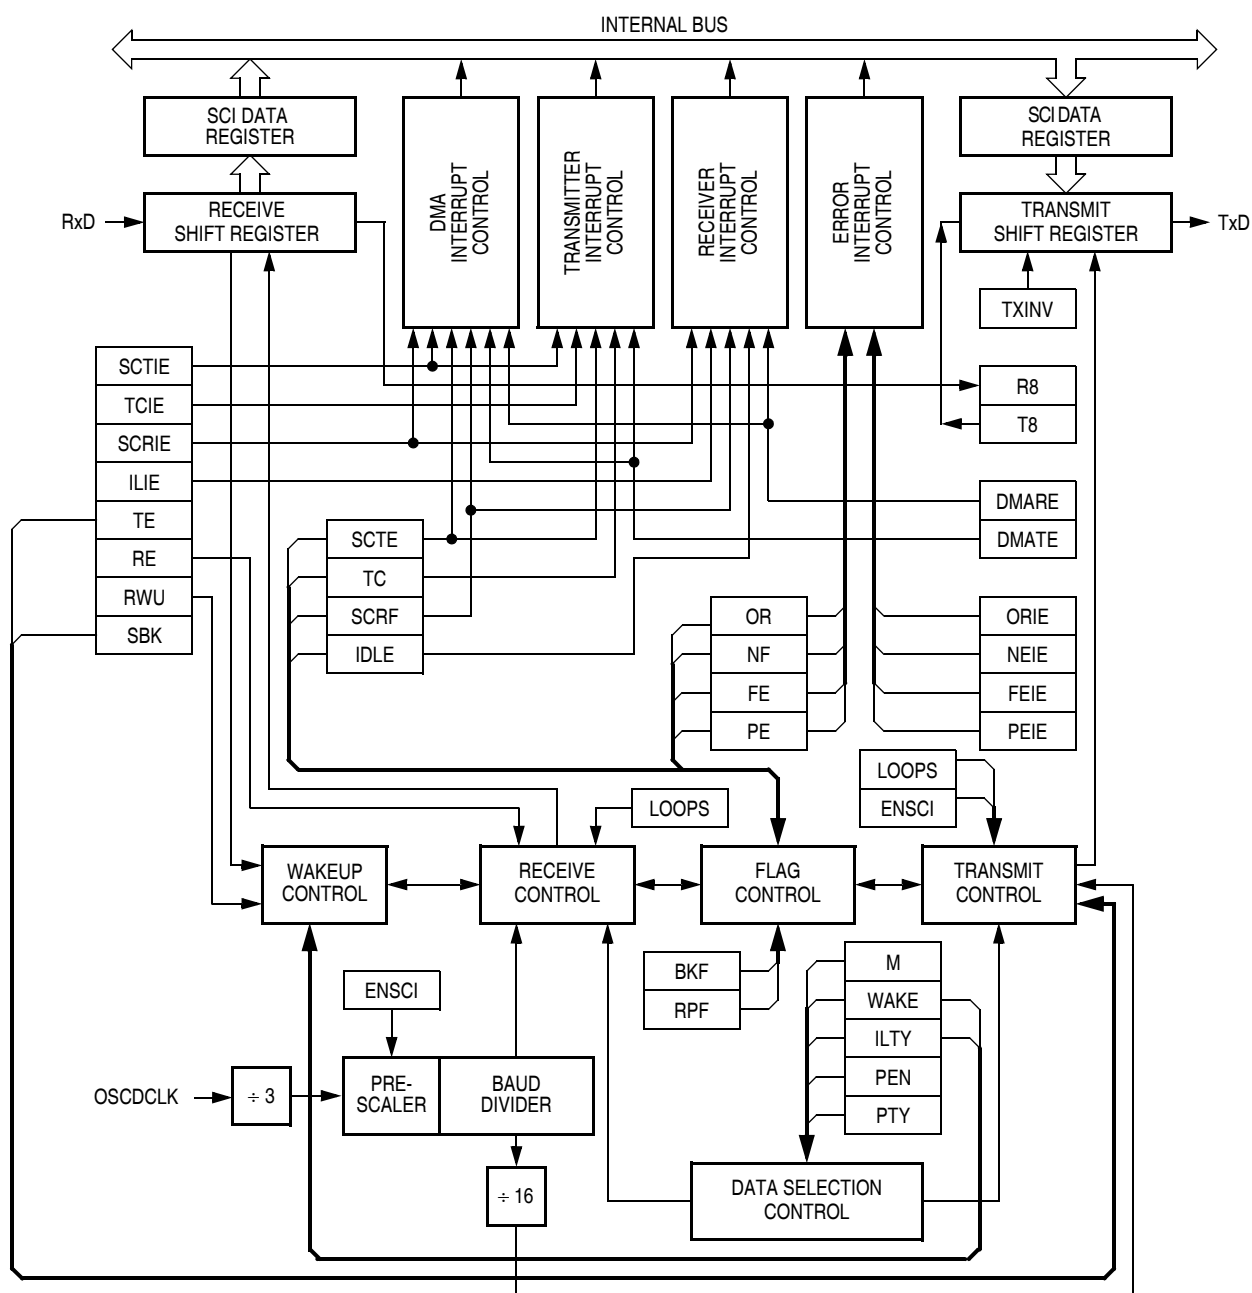 INTERNAL BUS
SCI DATA
REGISTER
RECEIVE
SHIFT REGISTER
RxD
DMA
INTERRUPT
CONTROL
TRANSMITTER
INTERRUPT
CONTROL
RECEIVER
INTERRUPT
CONTROL
ERROR
INTERRUPT
CONTROL
SCI DATA
REGISTER
TRANSMIT
SHIFT REGISTER
TxD
TXINV
SCTIE
TCIE
SCRIE
ILIE
TE
RE
RWU
SBK
R8
T8
DMARE
DMATE
SCTE
TC
SCRF
IDLE
OR
NF
FE
PE
ORIE
NEIE
FEIE
PEIE
LOOPS
ENSCI
LOOPS
WAKEUP
CONTROL
RECEIVE
CONTROL
FLAG
CONTROL
TRANSMIT
CONTROL
BKF
RPF
M
WAKE
ILTY
PEN
PTY
ENSCI
OSCDCLK
÷ 3
PRE-
SCALER
BAUD
DIVIDER
÷ 16
DATA SELECTION
CONTROL